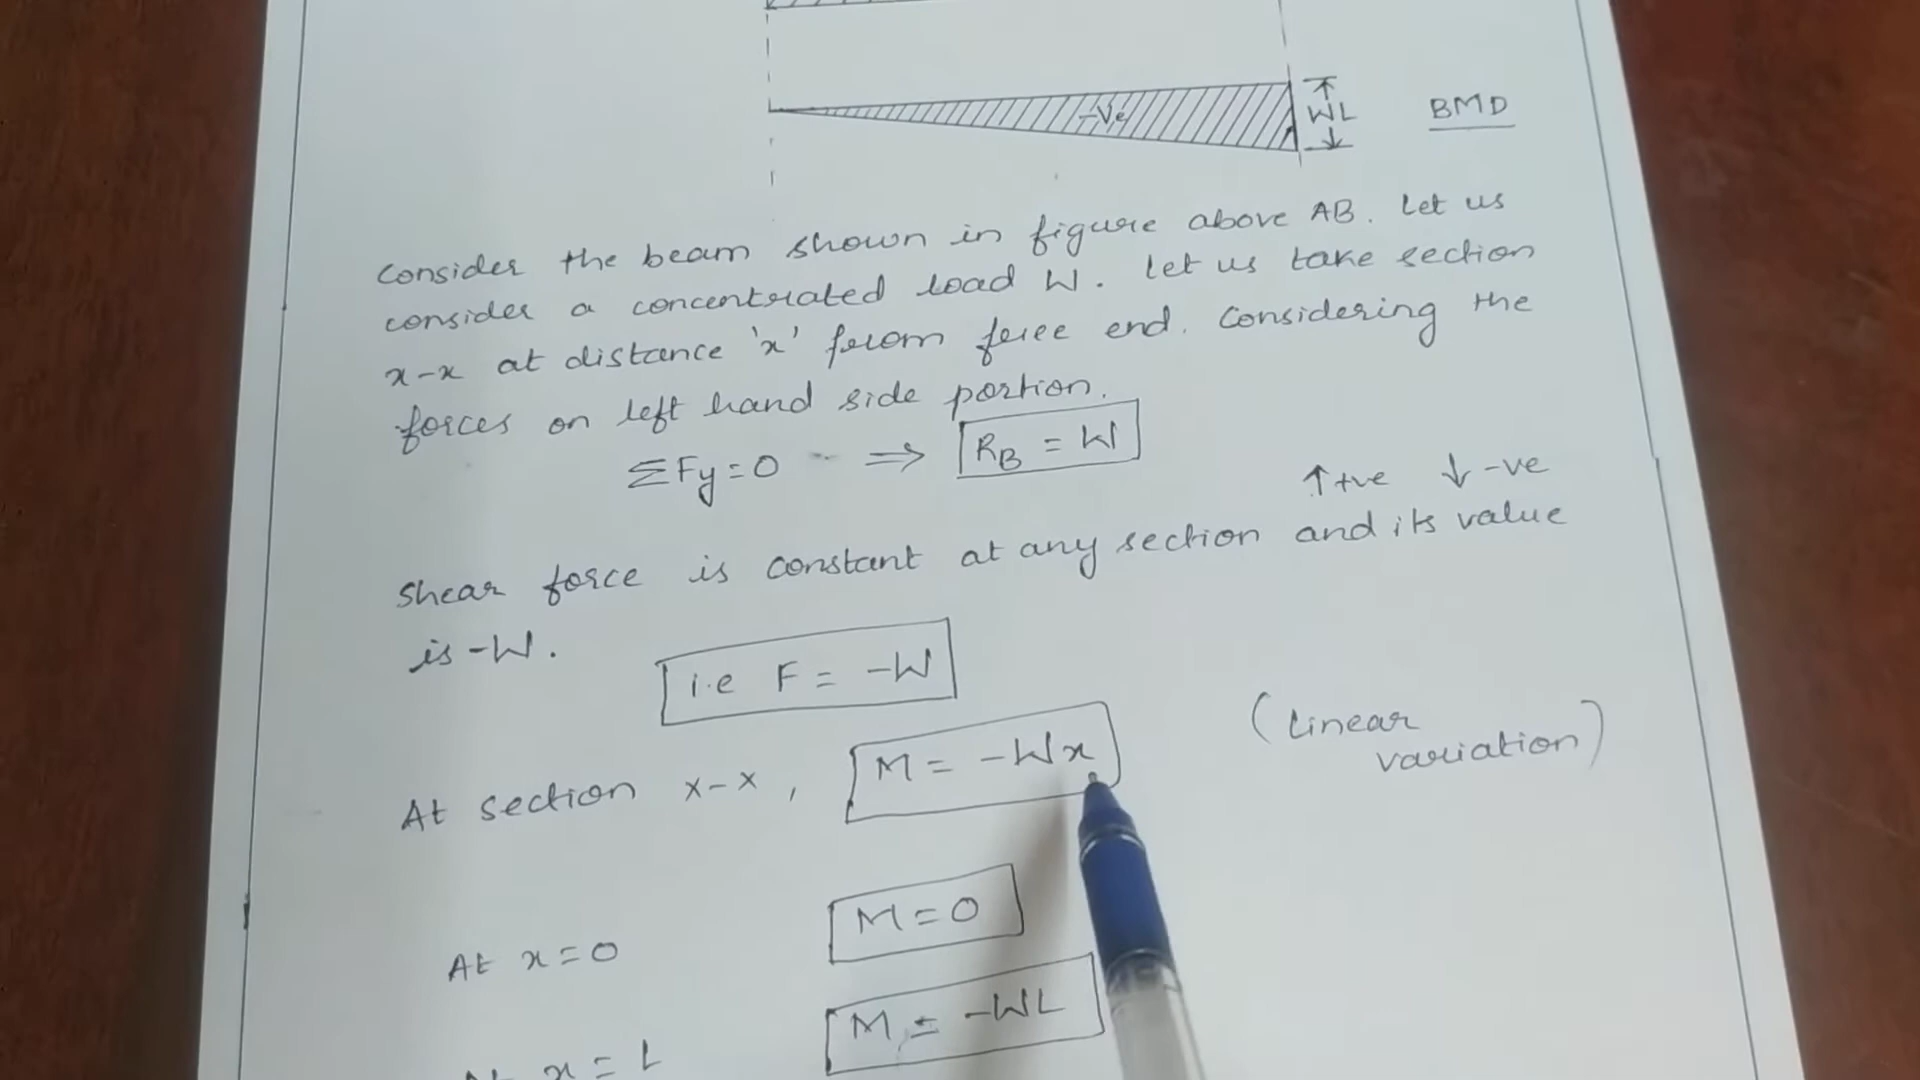 -Ve
WL
BMD
Consider the beam shown in figure above AB. Let us
consider a concentrated load W. Let us take section
x-x at distance 'x' from free end. Considering the
forces on left hand side portion.
ΣFy=0 ⇒ RB = W
↑+ve ↓-ve
Shear force is constant at any section and its value
is -W.
i.e F = -W
At section x-x, M = -Wx (Linear
variation)
At x=0 M=0
At x=L M = -WL